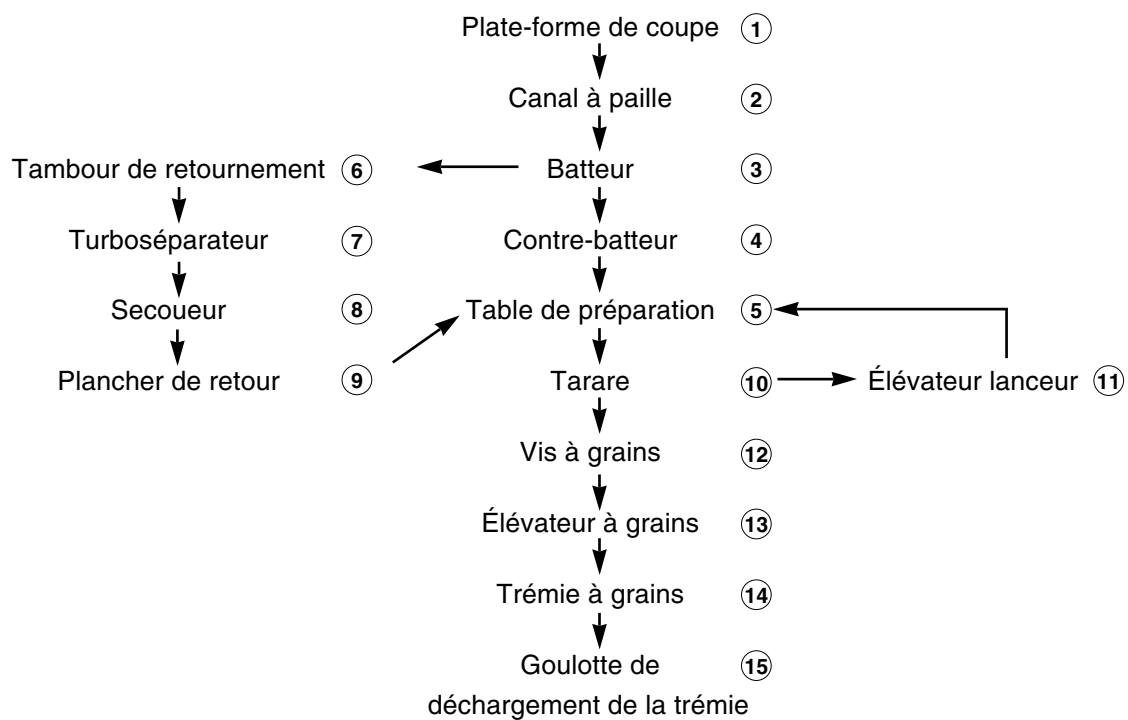 Plate-forme de coupe 1
Canal à paille 2
Tambour de retournement 6 Batteur 3
Turboséparateur 7 Contre-batteur 4
Secoueur 8 Table de préparation 5
Plancher de retour 9 Tarare 10 Élévateur lanceur 11
Vis à grains 12
Élévateur à grains 13
Trémie à grains 14
Goulotte de 15
déchargement de la trémie